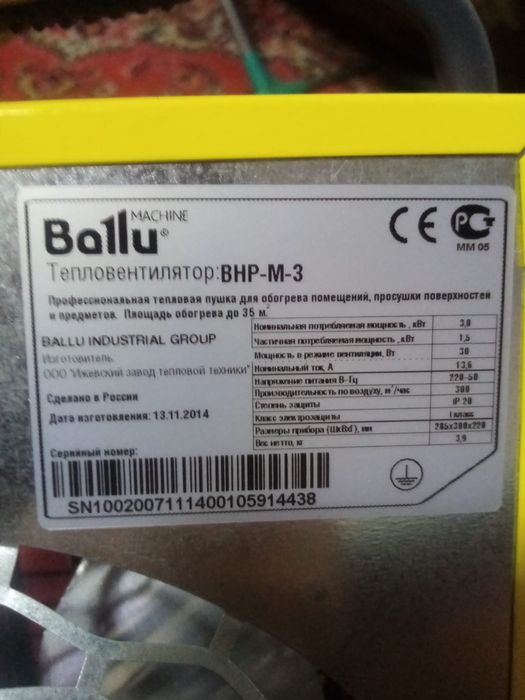 Ballu MACHINE ®
Тепловентилятор: BHP-M-3
Профессиональная тепловая пушка для обогрева помещений, просушки поверхностей
и предметов. Площадь обогрева до 35 м²
BALLU INDUSTRIAL GROUP
Изготовитель:
ООО "Ижевский завод тепловой техники"
Сделано в России
Дата изготовления: 13.11.2014
Серийный номер:
SN1002007111400105914438
CE РСТ
ММ 05
Номинальная потребляемая мощность, кВт 3,0
Частичная потребляемая мощность, кВт 1,5
Мощность в режиме вентиляции, Вт 30
Номинальный ток, А 13,6
Напряжение питания В-Гц 220-50
Производительность по воздуху, м³/час 300
Степень защиты IP 20
Класс электрозащиты I класс
Размеры прибора (ШхВхГ), мм
Вес нетто, кг 3,9